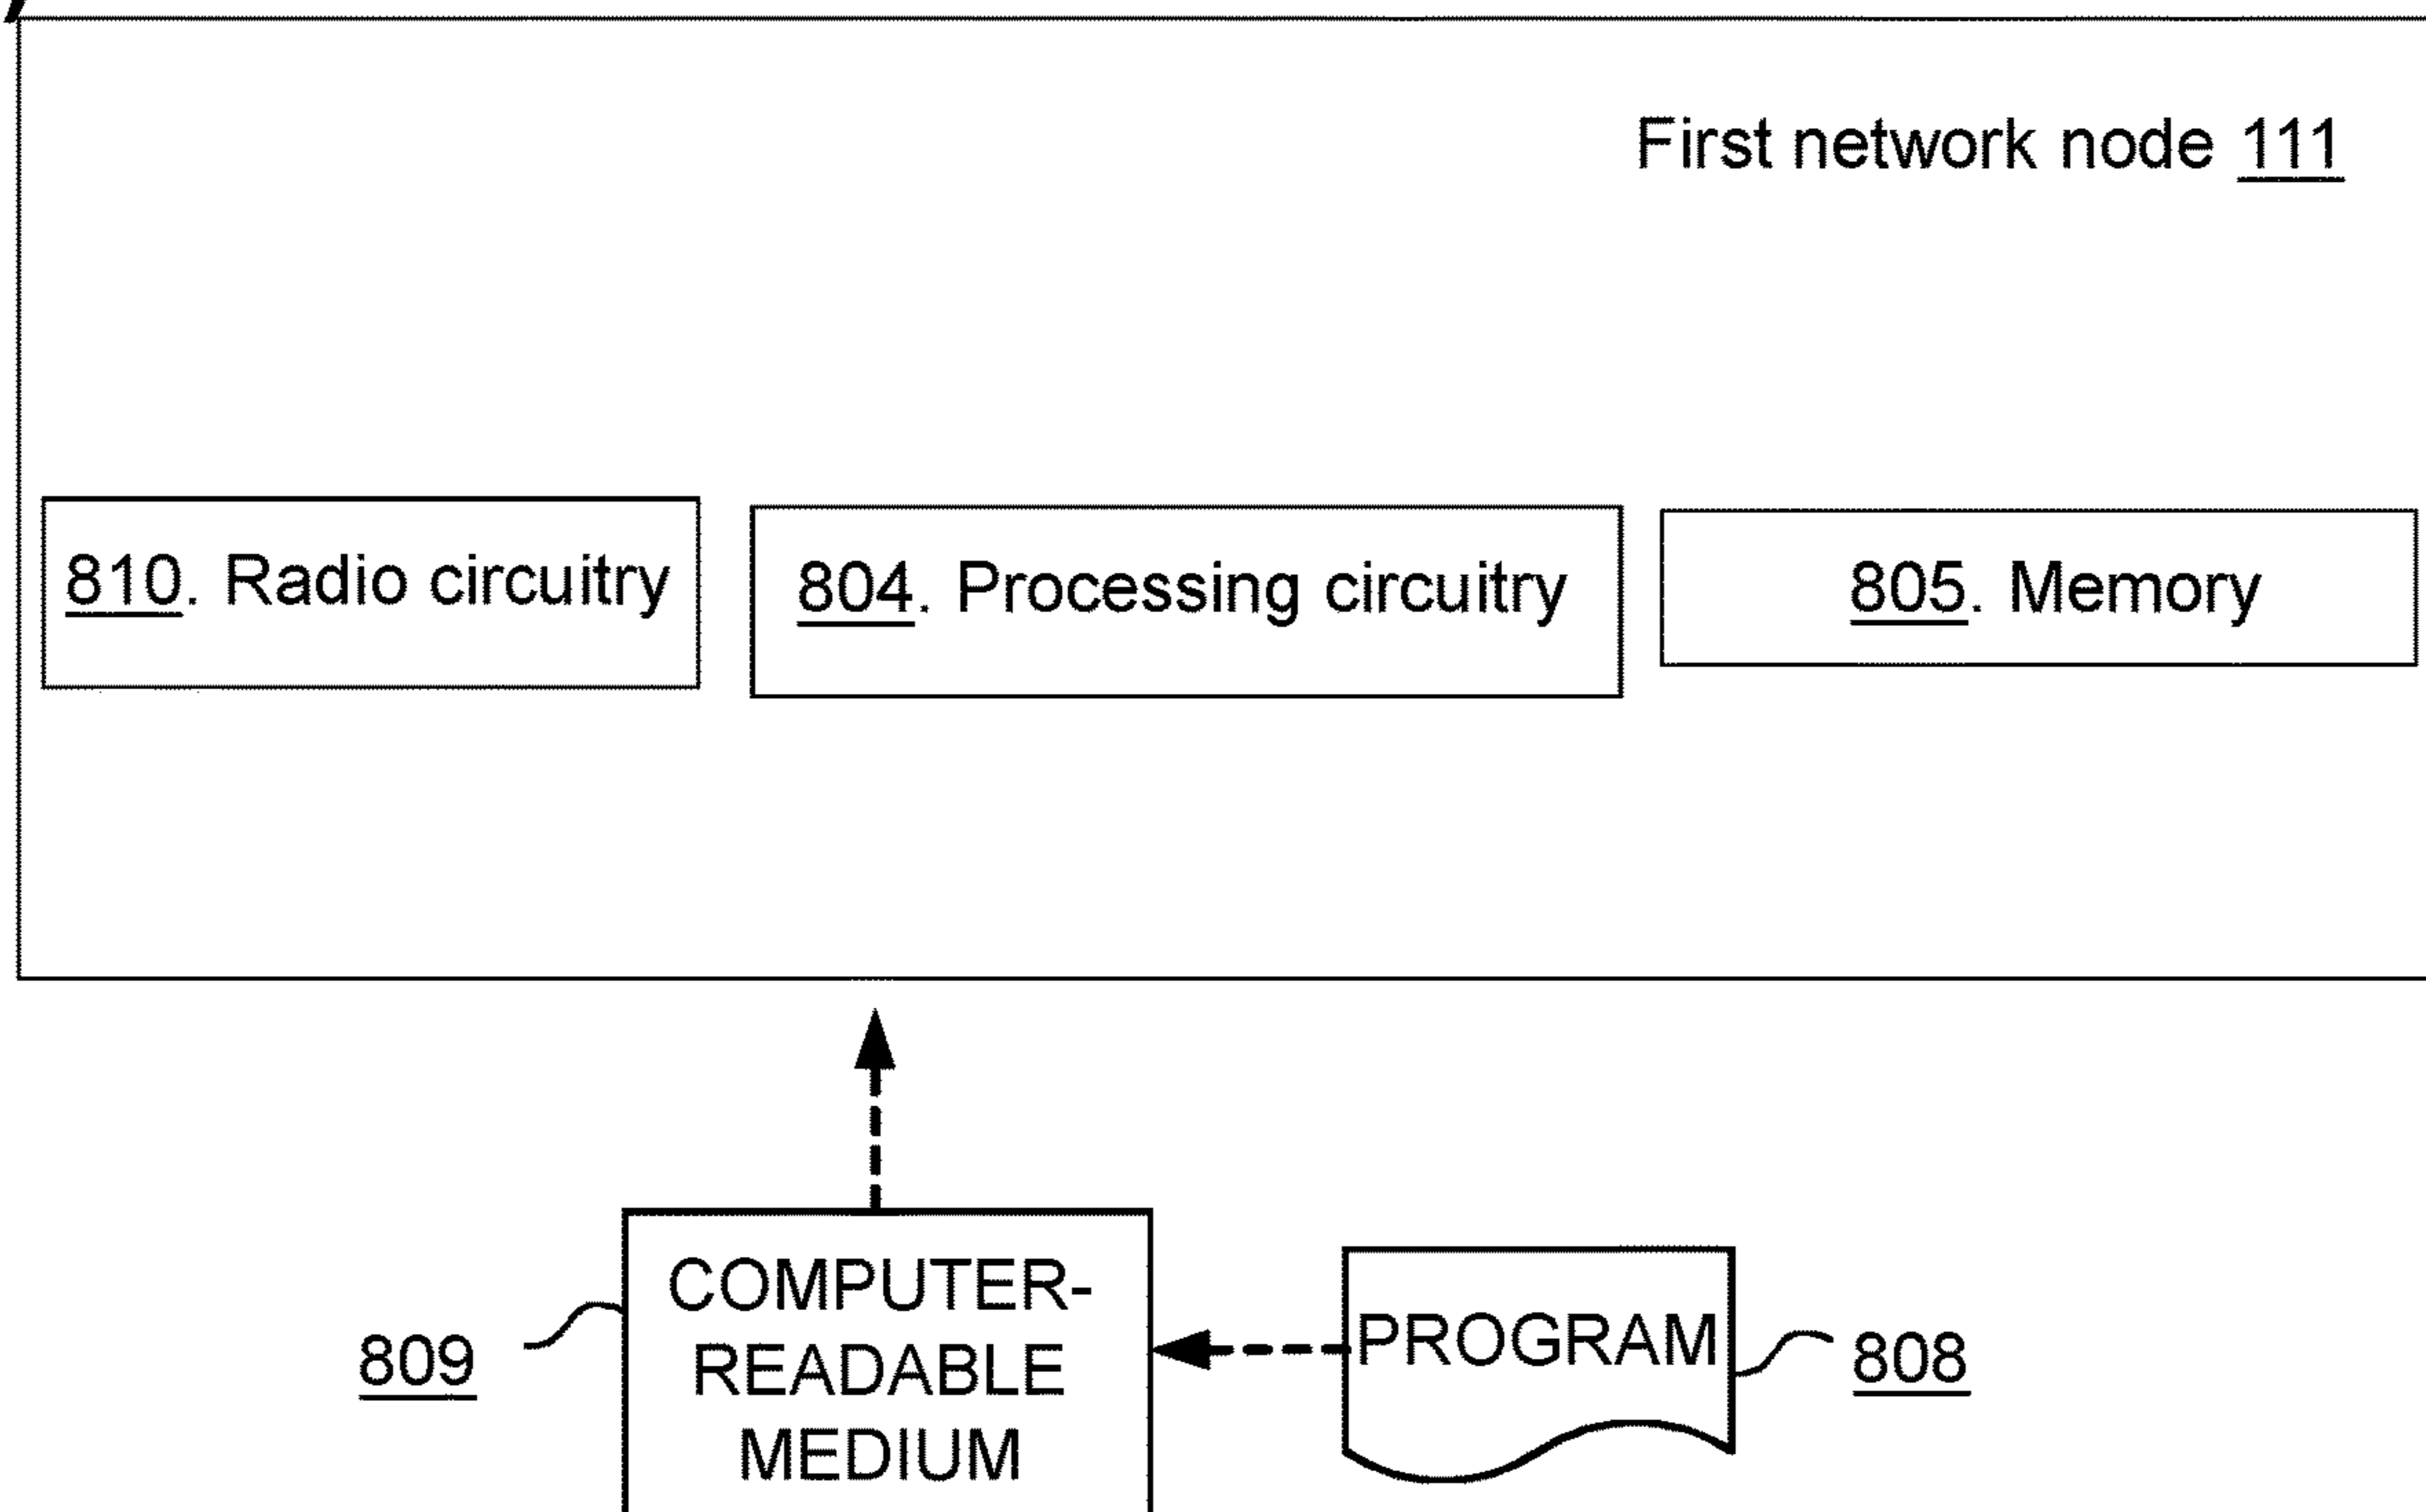 First network node 111
810. Radio circuitry
804. Processing circuitry
805. Memory
COMPUTER-
READABLE
MEDIUM
809
PROGRAM
808